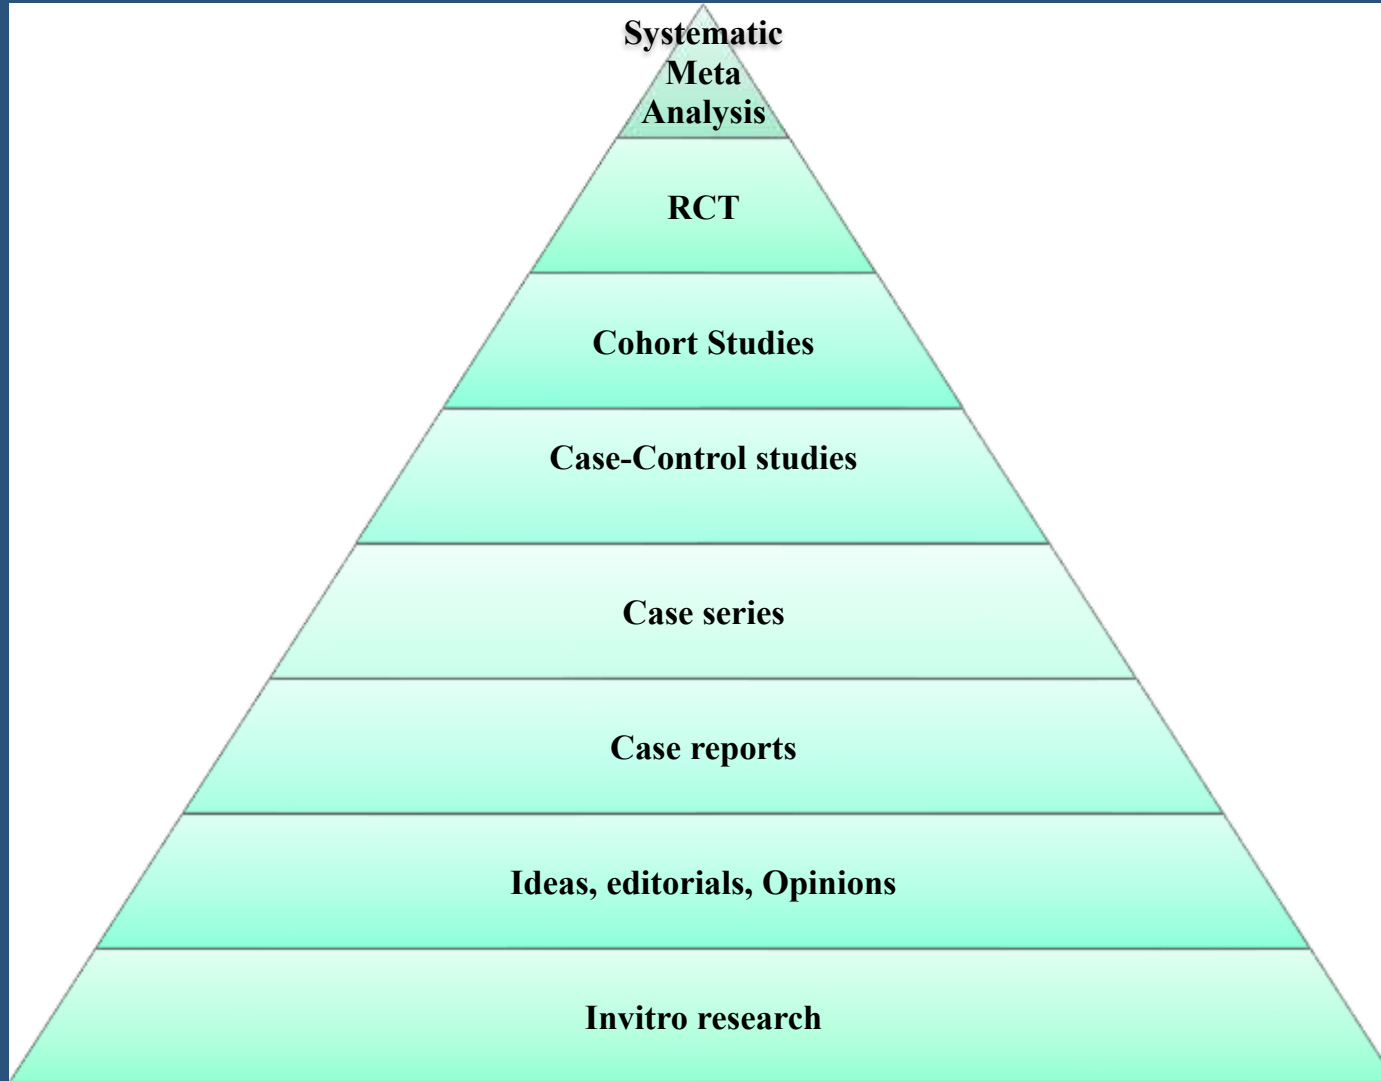 Systematic
Meta
Analysis
RCT
Cohort Studies
Case-Control studies
Case series
Case reports
Ideas, editorials, Opinions
Invitro research